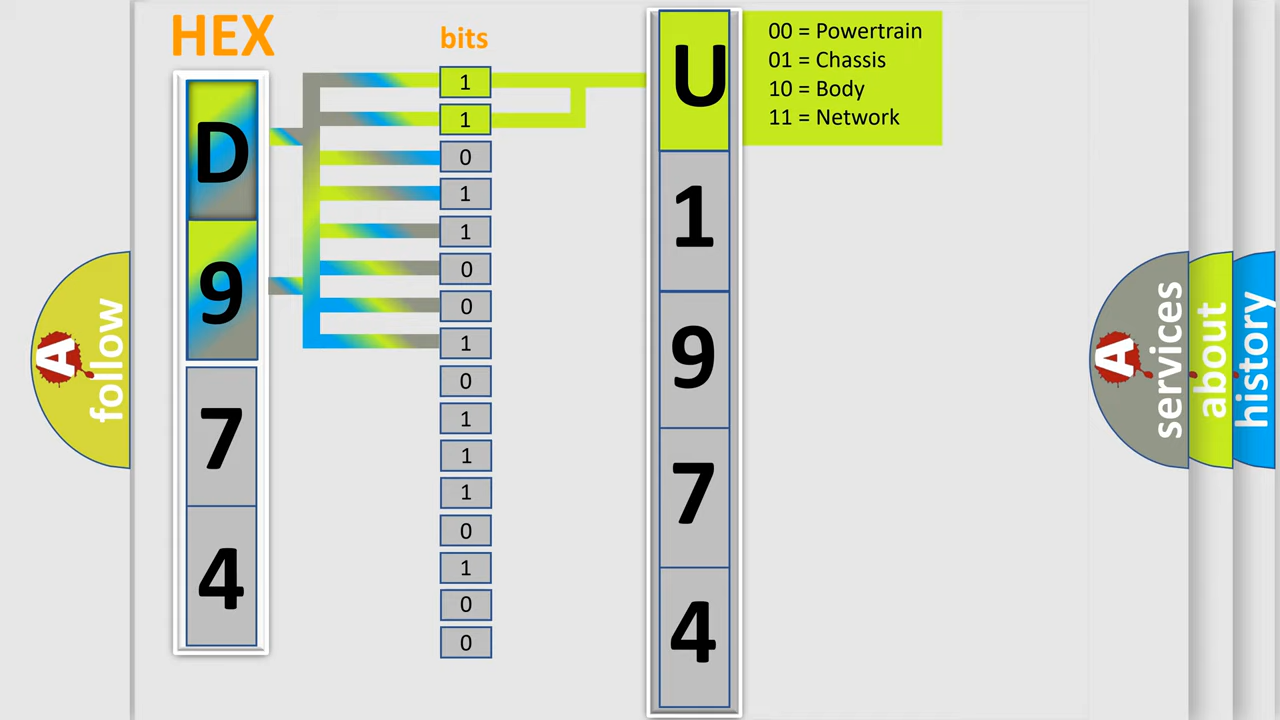 HEX
bits
D
9
7
4
1
1
0
1
1
0
0
1
0
1
1
1
0
1
0
0
U
1
9
7
4
00 = Powertrain
01 = Chassis
10 = Body
11 = Network
A
follow
A
services
about
history